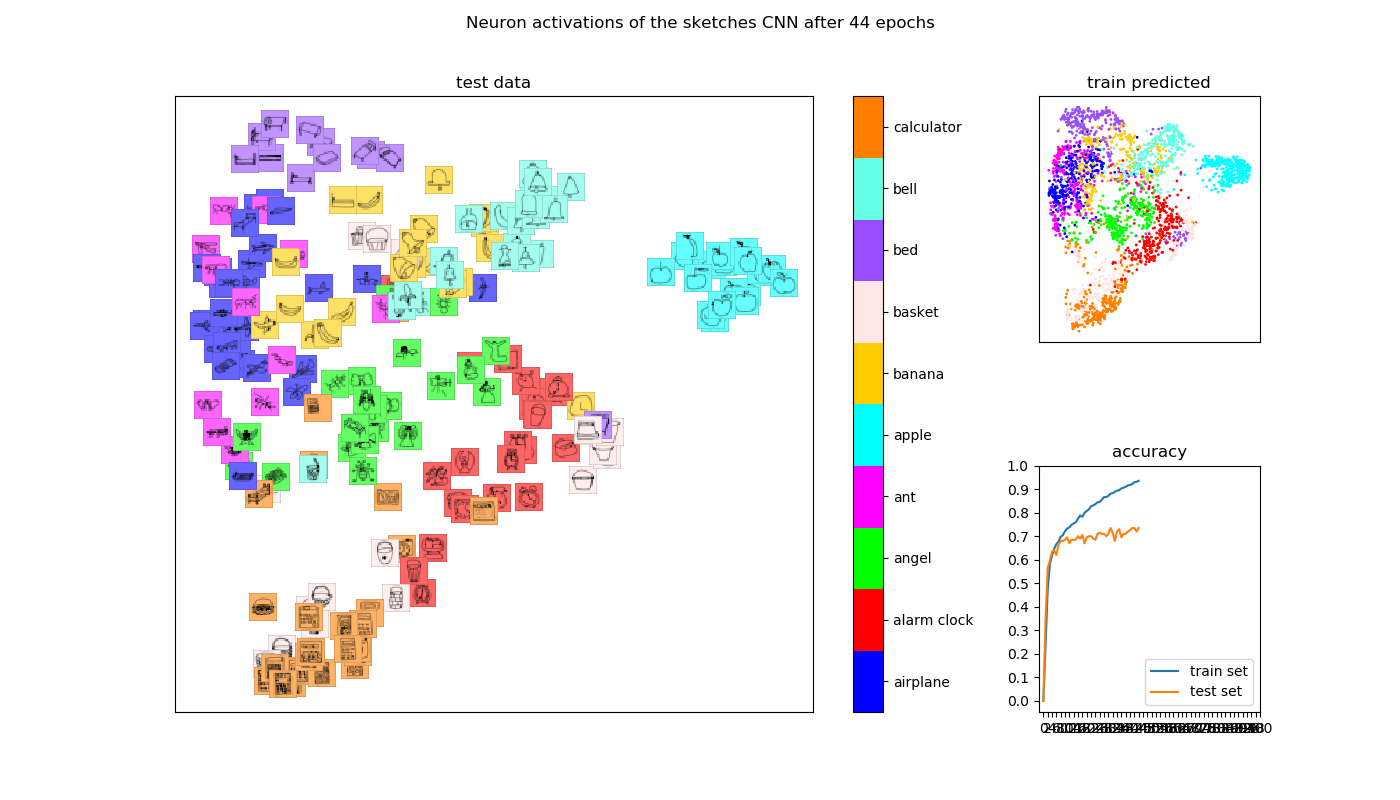 Neuron activations of the sketches CNN after 44 epochs
test data
calculator
bell
bed
basket
banana
apple
ant
angel
alarm clock
airplane
train predicted
accuracy
1.0
0.9
0.8
0.7
0.6
0.5
0.4
0.3
0.2
0.1
0.0
train set
test set